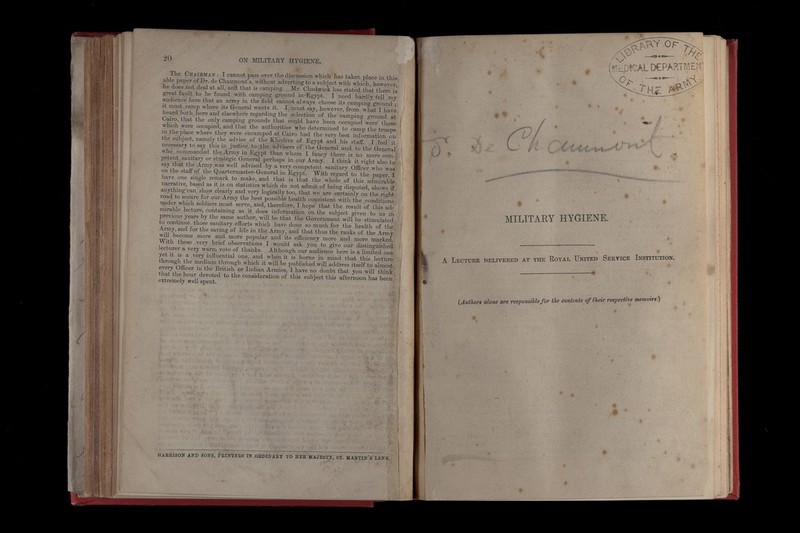 20
ON MILITARY HYGIENE.
The CHAIRMAN: I cannot pass over the discussion which has taken place in this
able paper of Dr. de Chaumont's, without adverting to a subject with which, however,
he does not deal at all, and that is camping. Mr. Chadwick has stated that there is
great fault to be found with camping ground in Egypt. I need hardly tell my
audience here that an army in the field cannot always choose its camping ground;
it must camp where its General wants it. I must say, however, from what I have
heard both here and elsewhere regarding the selection of the camping ground at
Cairo, that the only camping grounds that could have been occupied were those
which were occupied, and that the authorities who determined to camp the troops
in the place where they were encamped at Cairo had the very best information on
the subject, namely the advice of the Khedive of Egypt and his staff. I feel it
necessary to say this in justice to the advisers of the General and to the General
who commanded the Army in Egypt than whom I fancy there is no more com-
petent sanitary or strategic General perhaps in our Army. I think it right also to
say that the Army was well advised by a very competent sanitary Officer who was
on the staff of the Quartermaster-General in Egypt. With regard to the paper, I
have one single remark to make, and that is that the whole of this admirable
narrative, based as it is on statistics which do not admit of being disputed, shows if
anything can show clearly and very logically too, that we are certainly on the right
road to secure for our Army the best possible health consistent with the conditions
under which soldiers must serve, and, therefore, I hope that the result of this ad-
mirable lecture, containing as it does information on the subject given to us in
previous years by the same author, will be that the Government will be stimulated
to continue those sanitary efforts which have done so much for the health of the
Army, and for the saving of life in the Army, and that thus the ranks of the Army
will become more and more popular and its efficiency more and more marked.
With these very brief observations I would ask you to give our distinguished
lecturer a very warm vote of thanks. Although our audience here is a limited one
yet it is a very influential one, and when it is borne in mind that this lecture
through the medium through which it will be published will address itself to almost
every Officer in the British or Indian Armies, I have no doubt that you will think
that the hour devoted to the consideration of this subject this afternoon has been
extremely well spent.
HARRISON AND SONS, PRINTERS IN ORDINARY TO HER MAJESTY, ST. MARTIN'S LANE.
LIBRARY OF THE
MEDICAL DEPARTMENT
OF THE ARMY
De Chaumont
MILITARY HYGIENE.
A LECTURE DELIVERED AT THE ROYAL UNITED SERVICE INSTITUTION.
(Authors alone are responsible for the contents of their respective memoirs.)